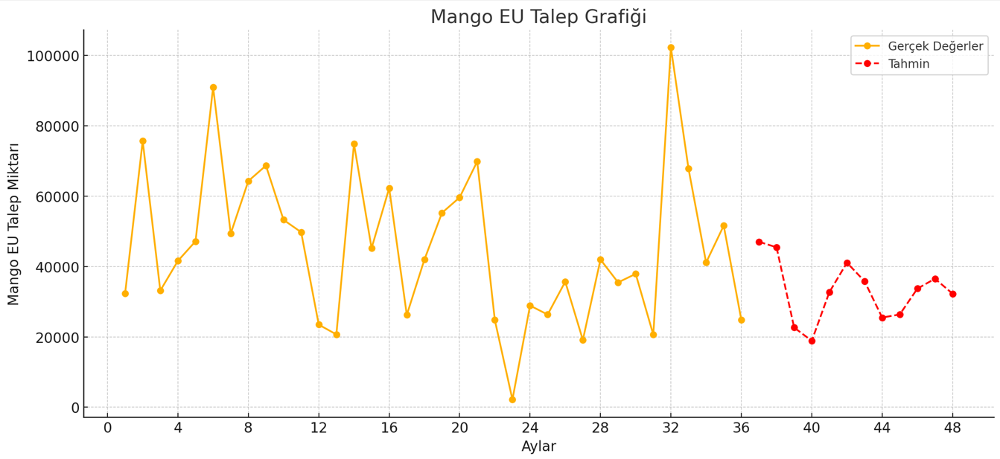 Mango EU Talep Grafiği
Gerçek Değerler
Tahmin
Mango EU Talep Miktarı
100000
80000
60000
40000
20000
0
0 4 8 12 16 20 24 28 32 36 40 44 48
Aylar